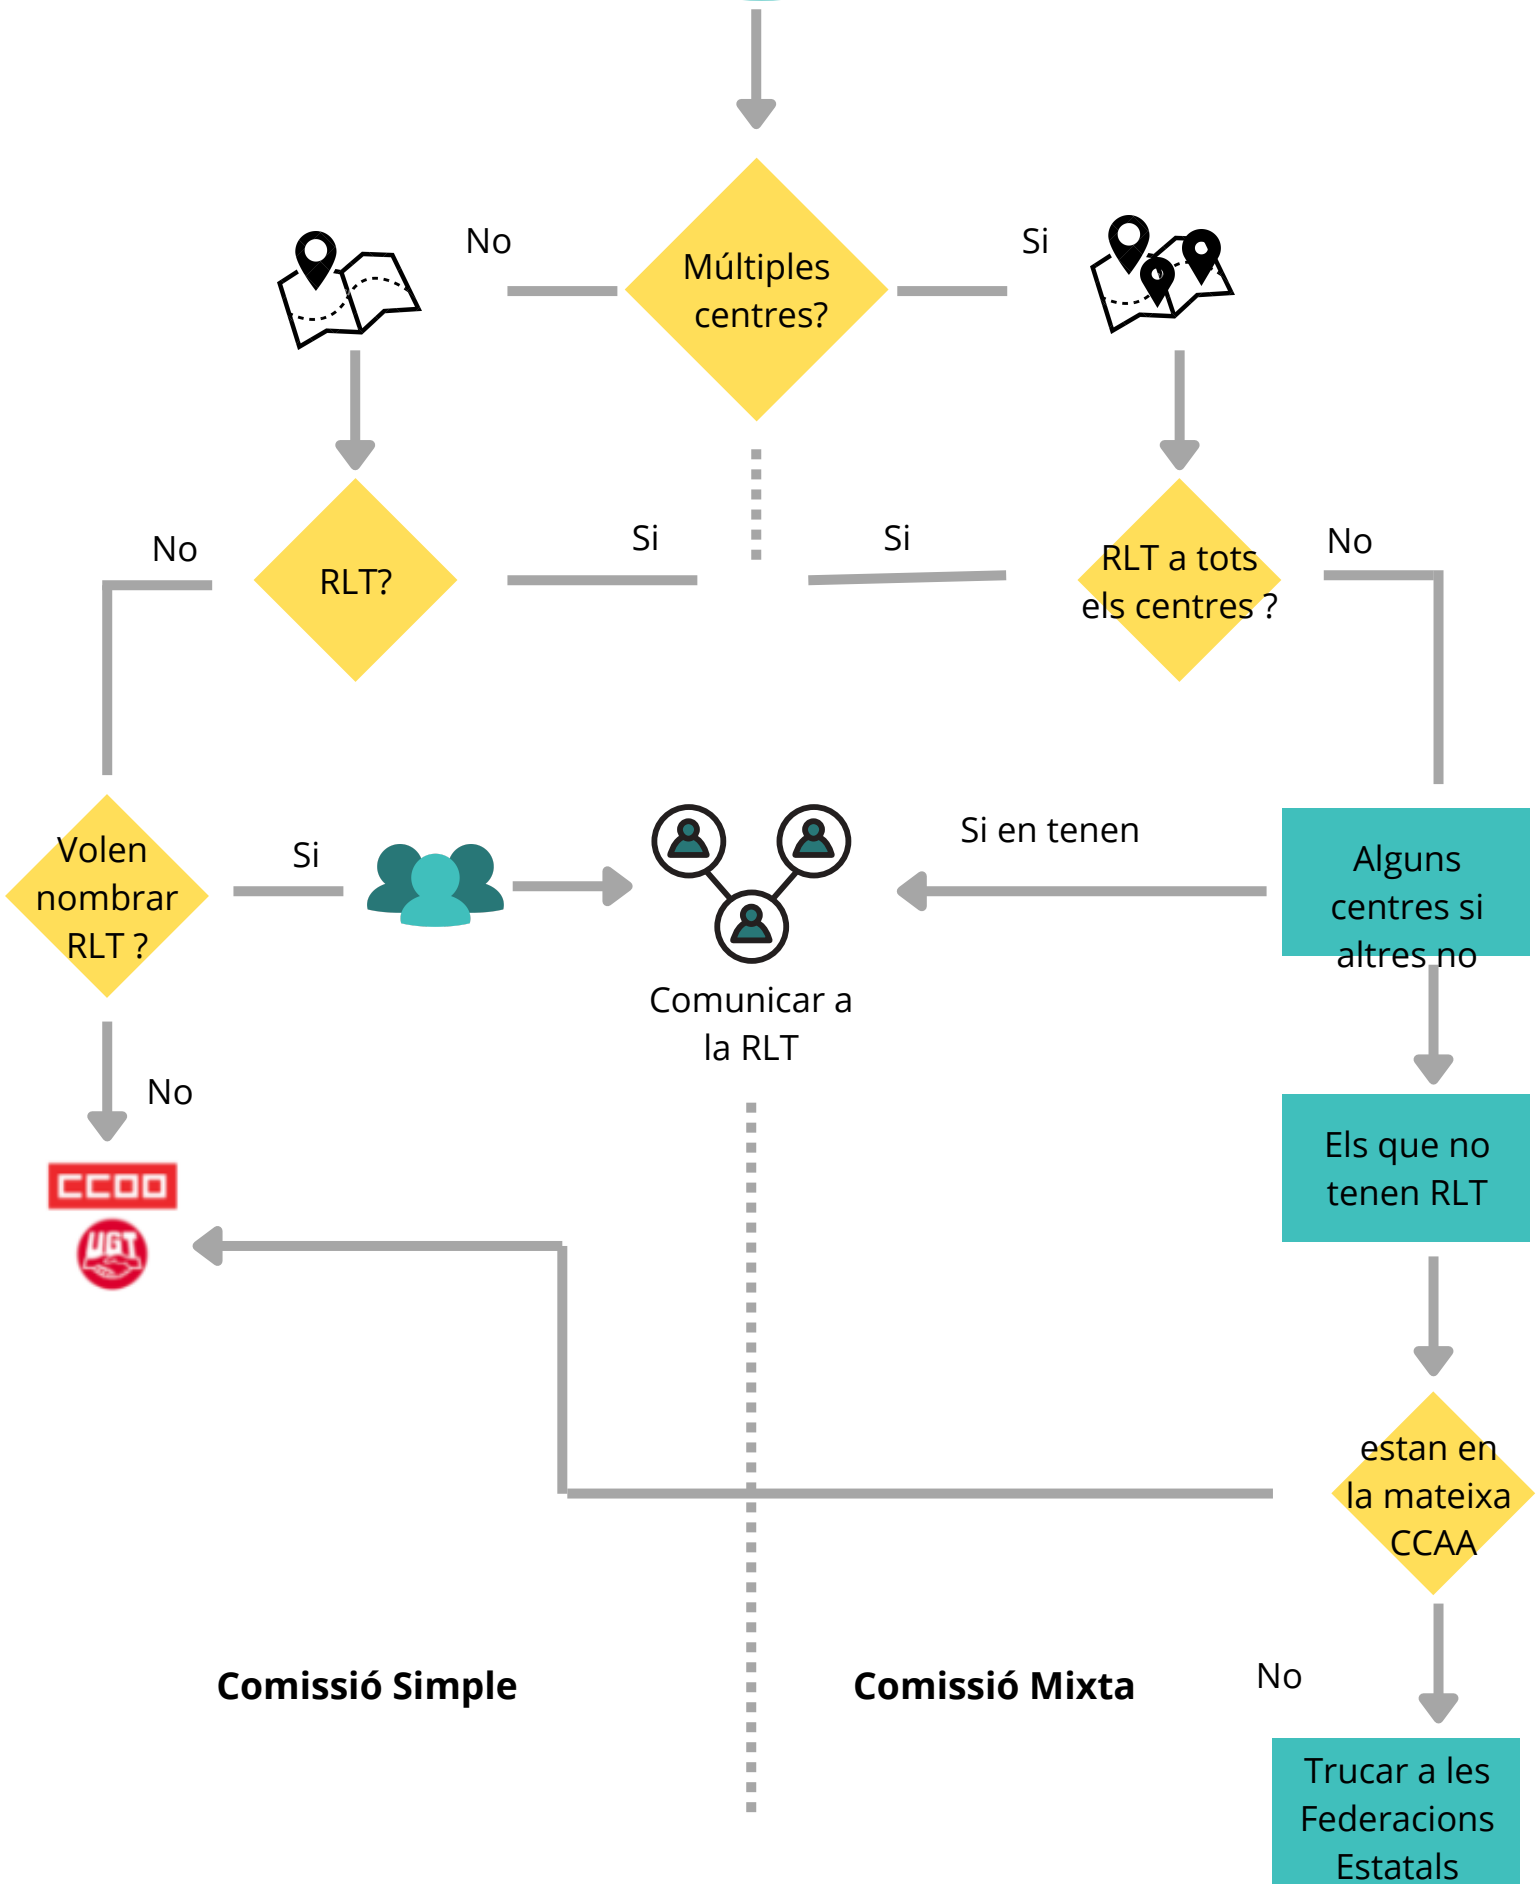 No
Múltiples
centres?
Si
No
RLT?
Si
Si
RLT a tots
els centres ?
No
Volen
nombrar
RLT ?
Si
Comunicar a
la RLT
Si en tenen
Alguns
centres si
altres no
No
CCOO
UGT
Els que no
tenen RLT
estan en
la mateixa
CCAA
Comissió Simple
Comissió Mixta
No
Trucar a les
Federacions
Estatals